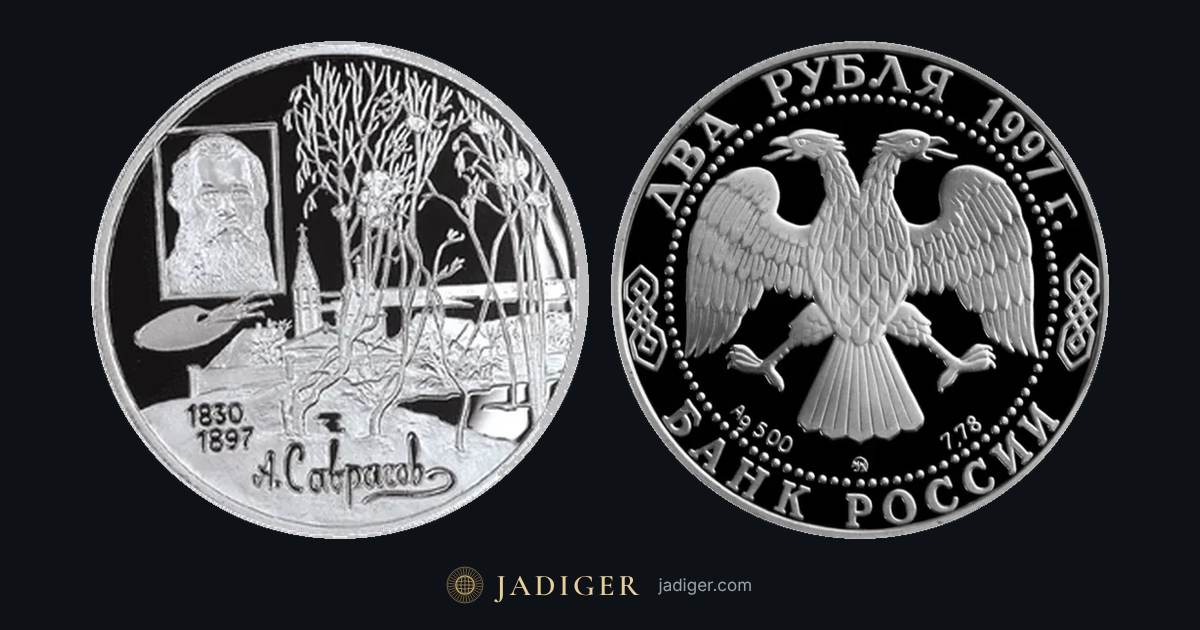 1830
1897
А. Саврасов
ДВА РУБЛЯ 1997 г.
Ag 500
7.78
БАНК РОССИИ
JADIGER
jadiger.com